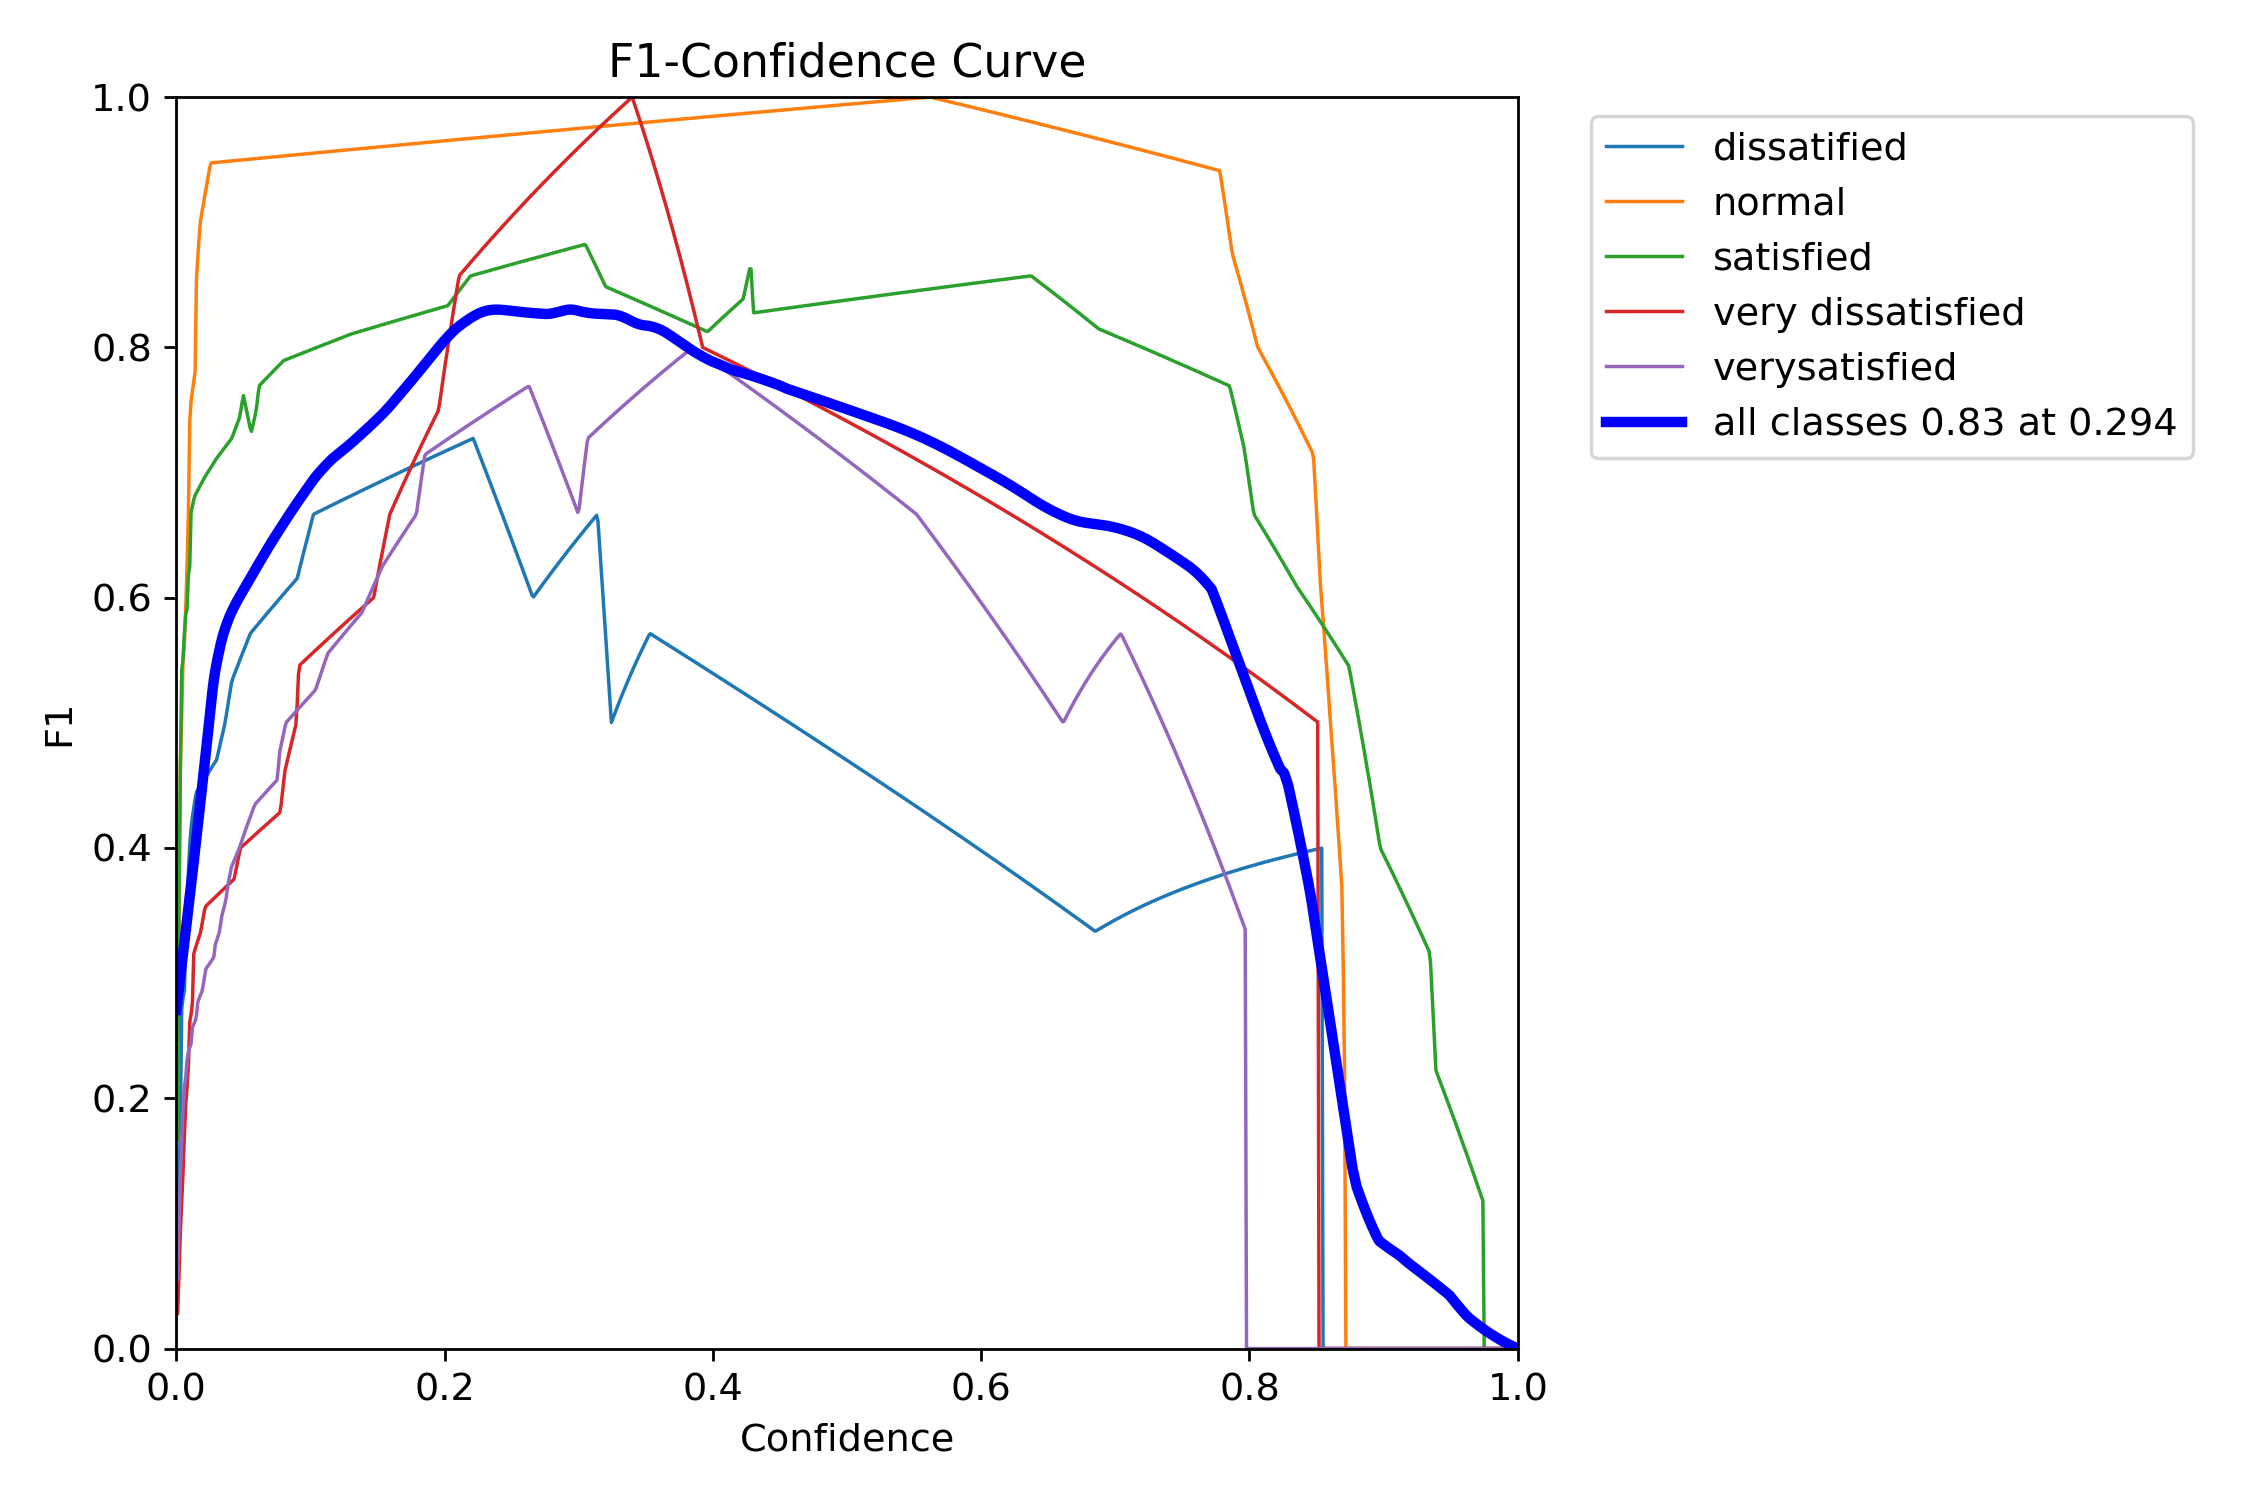 F1-Confidence Curve
1.0
0.8
0.6
0.4
0.2
0.0
F1
0.0 0.2 0.4 0.6 0.8 1.0
Confidence
dissatified
normal
satisfied
very dissatisfied
verysatisfied
all classes 0.83 at 0.294